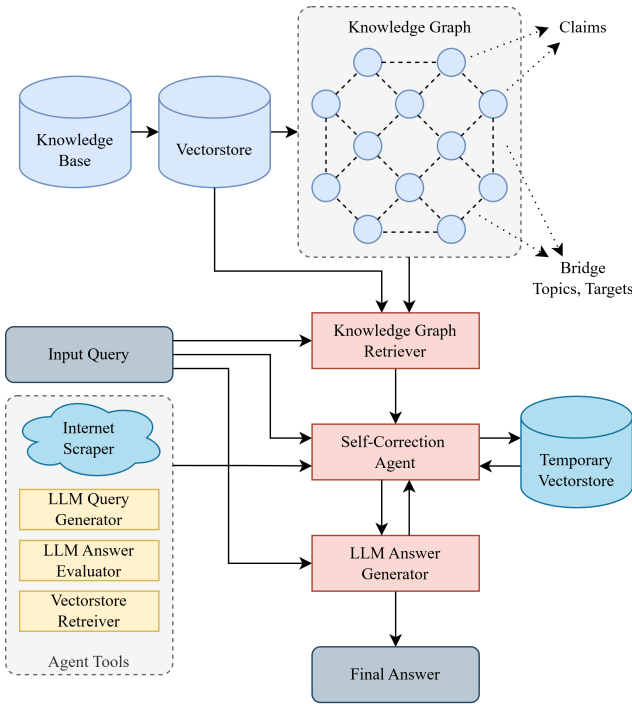 Knowledge Graph
Claims
Knowledge
Base
Vectorstore
Bridge
Topics, Targets
Knowledge Graph
Retriever
Input Query
Internet
Scraper
Self-Correction
Agent
Temporary
Vectorstore
LLM Query
Generator
LLM Answer
Evaluator
LLM Answer
Generator
Vectorstore
Retreiver
Agent Tools
Final Answer